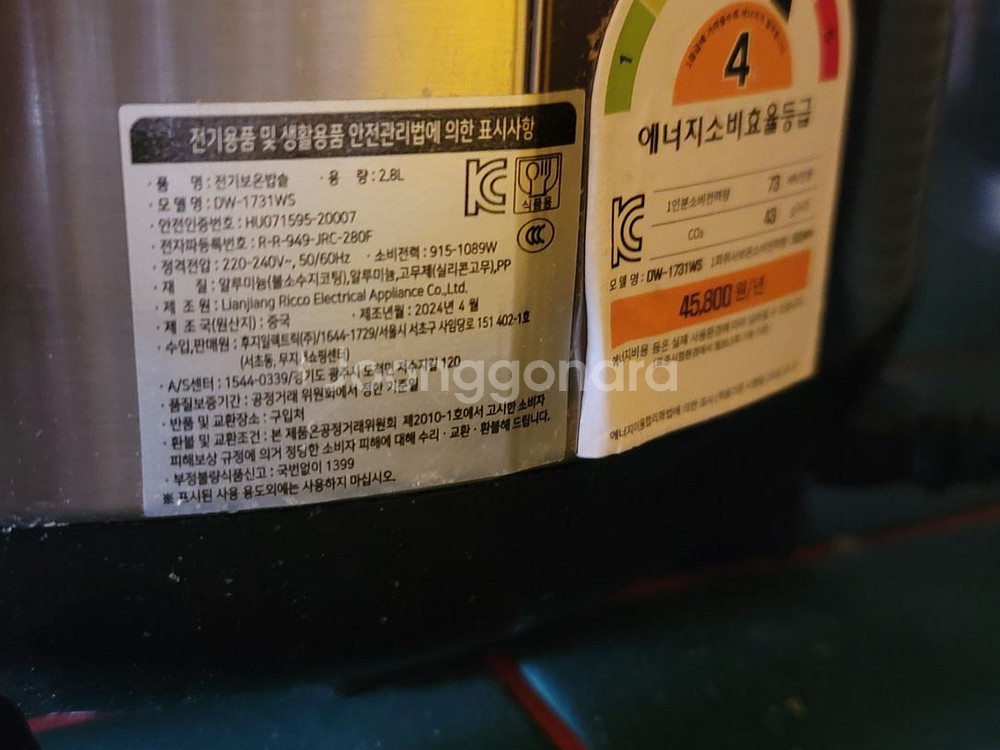 전기용품 및 생활용품 안전관리법에 의한 표시사항
· 품 명 : 전기보온밥솥 · 용 량 : 2.8L
· 모 델 명 : DW-1731WS
· 안전인증번호 : HU071595-20007
· 전자파등록번호 : R-R-949-JRC-280F
· 정격전압 : 220-240V~, 50/60Hz · 소비전력 : 915-1089W
· 재 질 : 알루미늄(불소수지코팅),알루미늄,고무제(실리콘고무),PP
· 제 조 원 : Lianjiang Ricco Electrical Appliance Co.,Ltd.
· 제 조 국(원산지) : 중국 · 제조년월 : 2024년 4 월
· 수입,판매원 : 후지일렉트릭(주)/1644-1729/서울시 서초구 사임당로 151 402-1호
(서초동, 쇼핑센터)
· A/S센터 : 1544-0339/경기도 광주시 도척면 저수지길 120
· 품질보증기간 : 공정거래 위원회에서 정한 기준일
· 반품 및 교환장소 : 구입처
· 환불 및 교환조건 : 본 제품은공정거래위원회 제2010-1호에서 고시한 소비자
피해보상 규정에 의거 정당한 소비자 피해에 대해 수리 · 교환 · 환불해 드립니다.
· 부정불량식품신고 : 국번없이 1399
※ 표시된 사용 용도외에는 사용하지 마십시오.
식품용
CCC
1
4
에너지소비효율등급
1인분소비전력량 73
CO₂ 43
모델명 : DW-1731WS
45,800 원/년
joonggonara